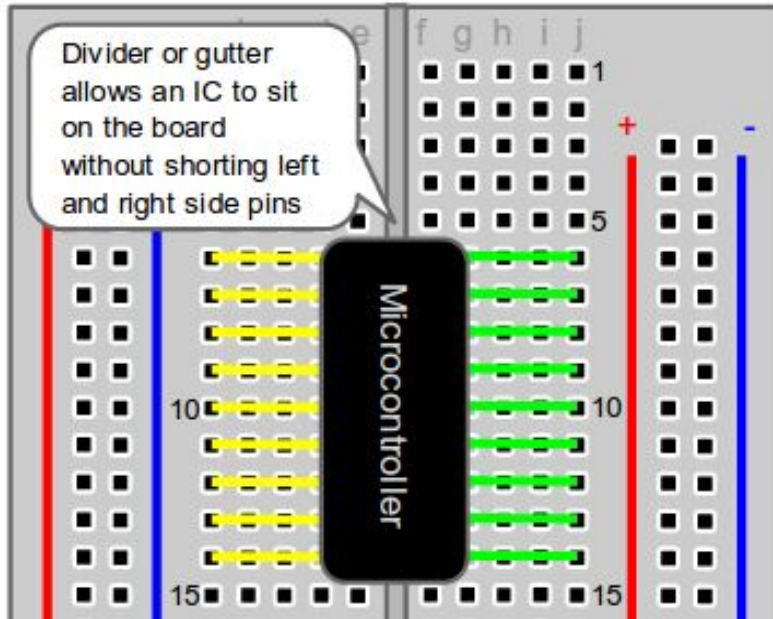 Divider or gutter
allows an IC to sit
on the board
without shorting left
and right side pins
e f g h i j
1
+ -
5
Microcontroller
10 10
15 15